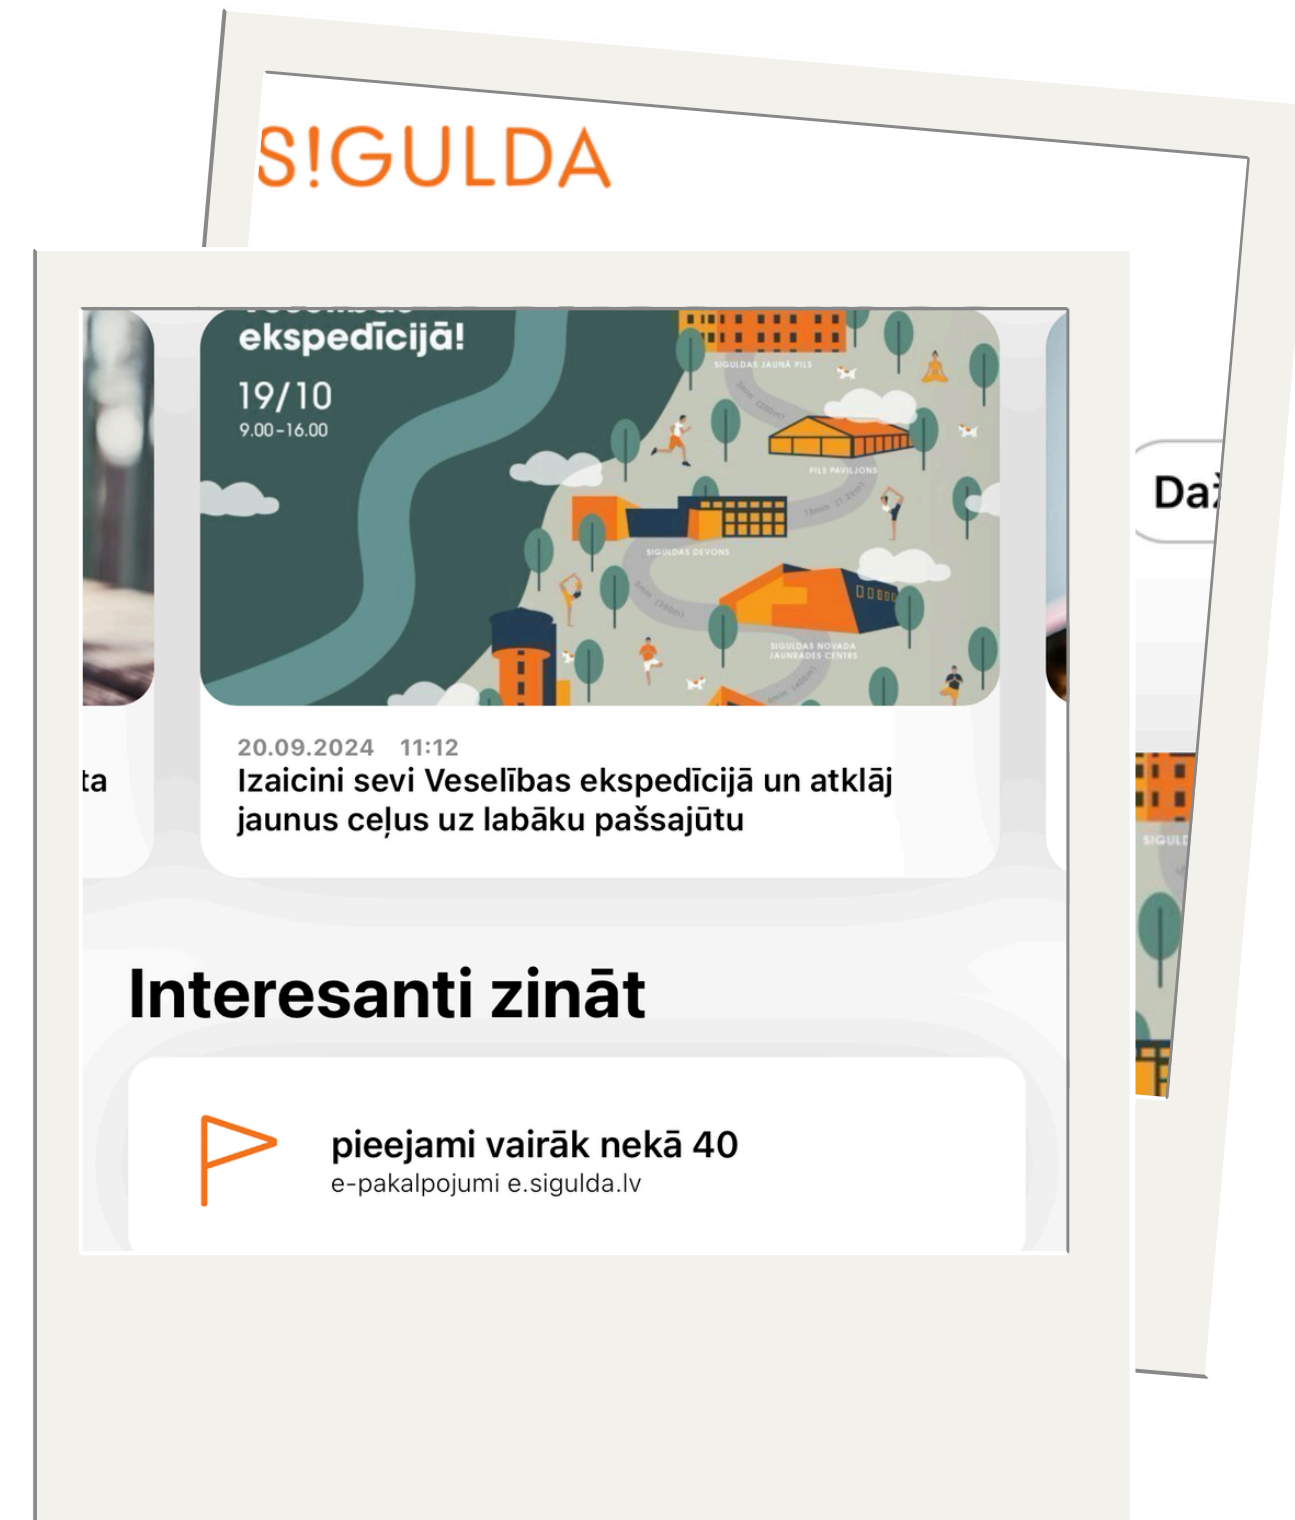 S!GULDA
ekspedīcijā!
19/10
9.00-16.00
SIGULDAS JAUNĀ PILS
PILS PAVILJONS
SIGULDAS DEVONS
SIGULDAS NOVADA
JAUNRADES CENTRS
20.09.2024 11:12
Izaicini sevi Veselības ekspedīcijā un atklāj
jaunus ceļus uz labāku pašsajūtu
ta
Interesanti zināt
pieejami vairāk nekā 40
e-pakalpojumi e.sigulda.lv
Daž
SIGULD